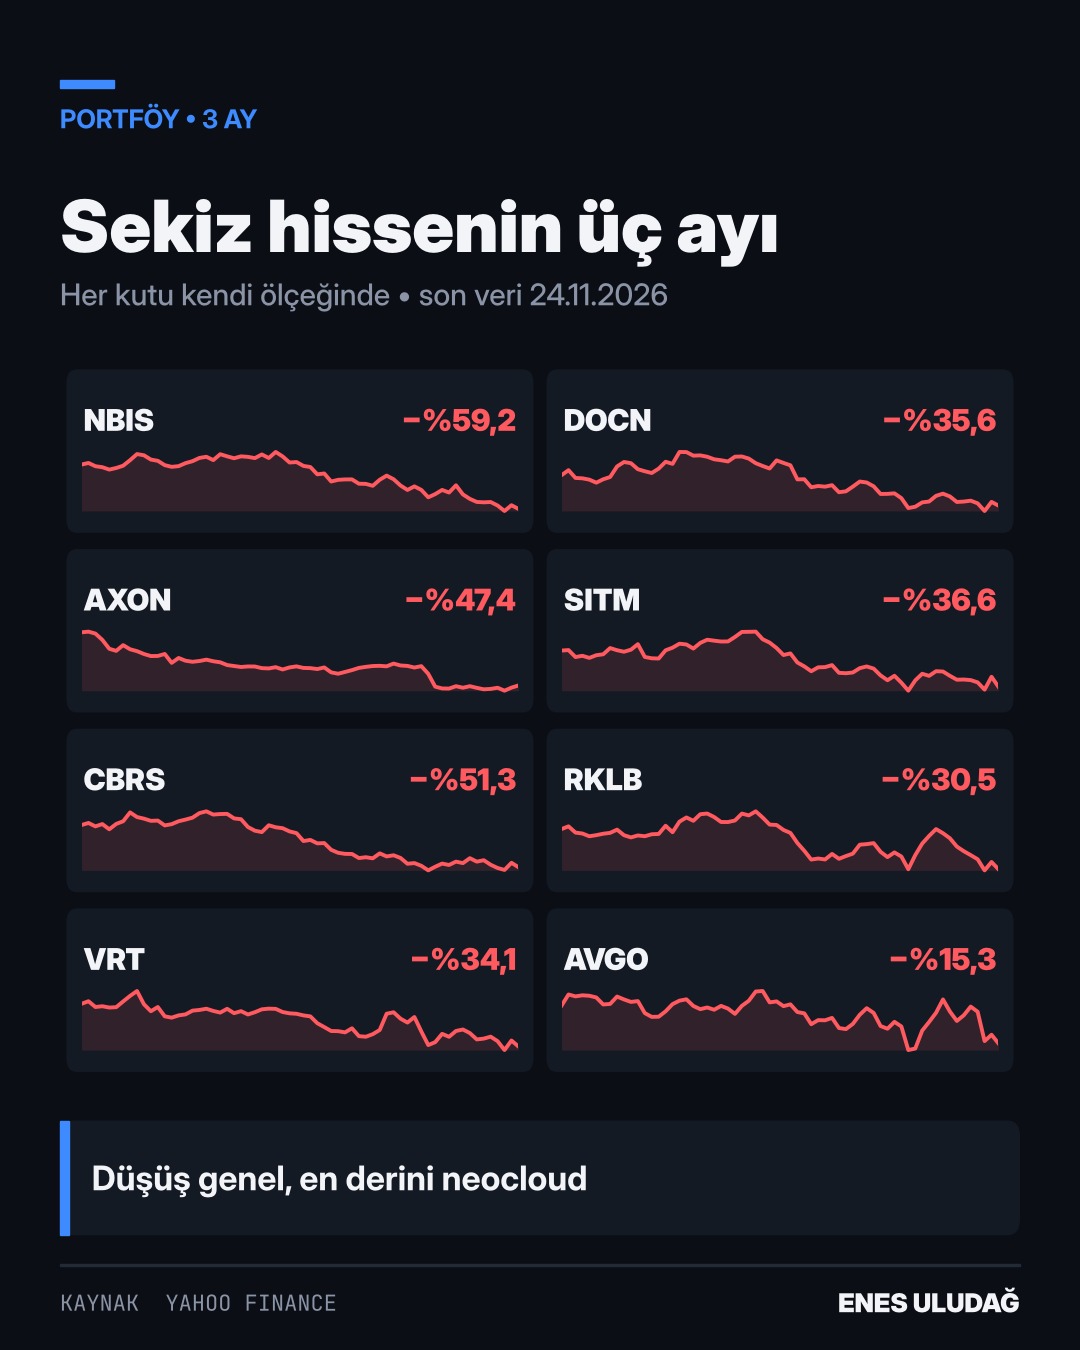 PORTFÖY • 3 AY
Sekiz hissenin üç ayı
Her kutu kendi ölçeğinde • son veri 24.11.2026
NBIS −%59,2
DOCN −%35,6
AXON −%47,4
SITM −%36,6
CBRS −%51,3
RKLB −%30,5
VRT −%34,1
AVGO −%15,3
Düşüş genel, en derini neocloud
KAYNAK YAHOO FINANCE
ENES ULUDAĞ